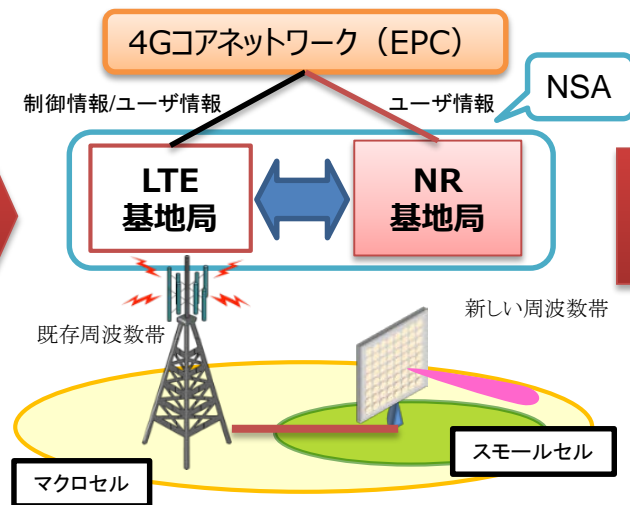 4Gコアネットワーク（EPC）
制御情報/ユーザ情報
ユーザ情報
NSA
LTE
基地局
NR
基地局
既存周波数帯
新しい周波数帯
スモールセル
マクロセル